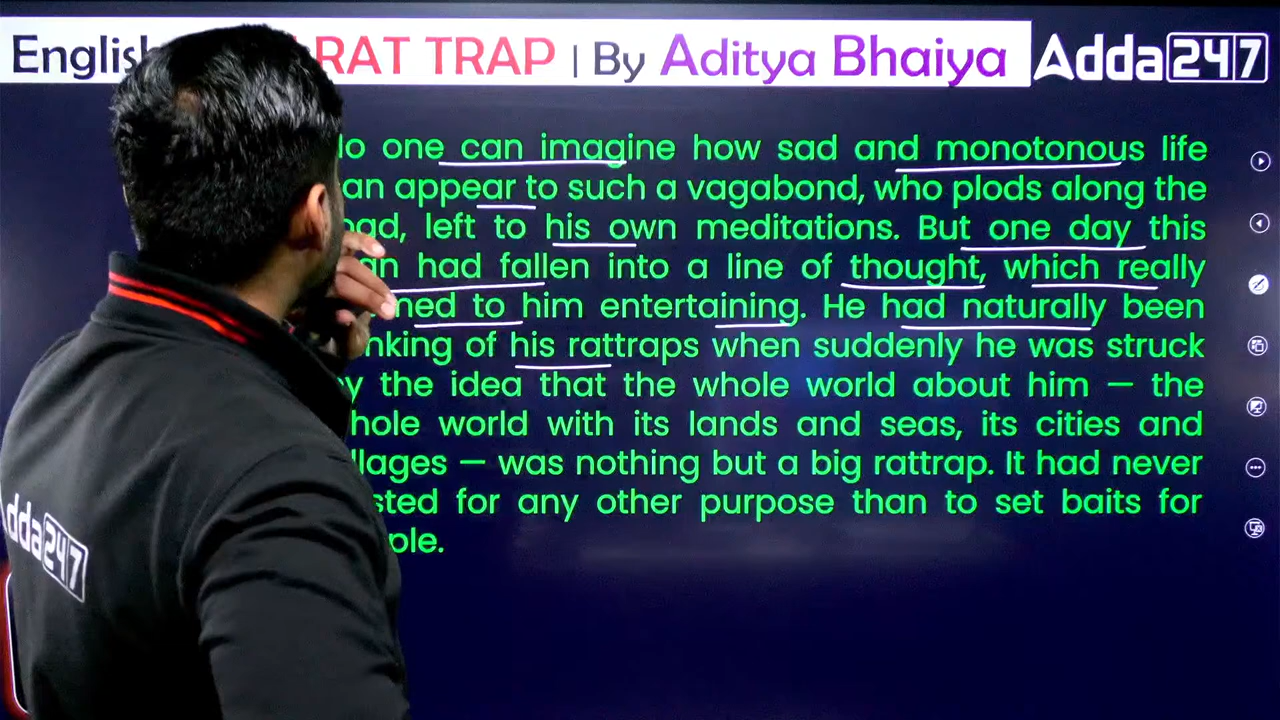 English RAT TRAP | By Aditya Bhaiya Adda247
one can imagine how sad and monotonous life
appear to such a vagabond, who plods along the
left to his own meditations. But one day this
had fallen into a line of thought, which really
to him entertaining. He had naturally been
of his rattraps when suddenly he was struck
the idea that the whole world about him — the
world with its lands and seas, its cities and
— was nothing but a big rattrap. It had never
for any other purpose than to set baits for
Adda247